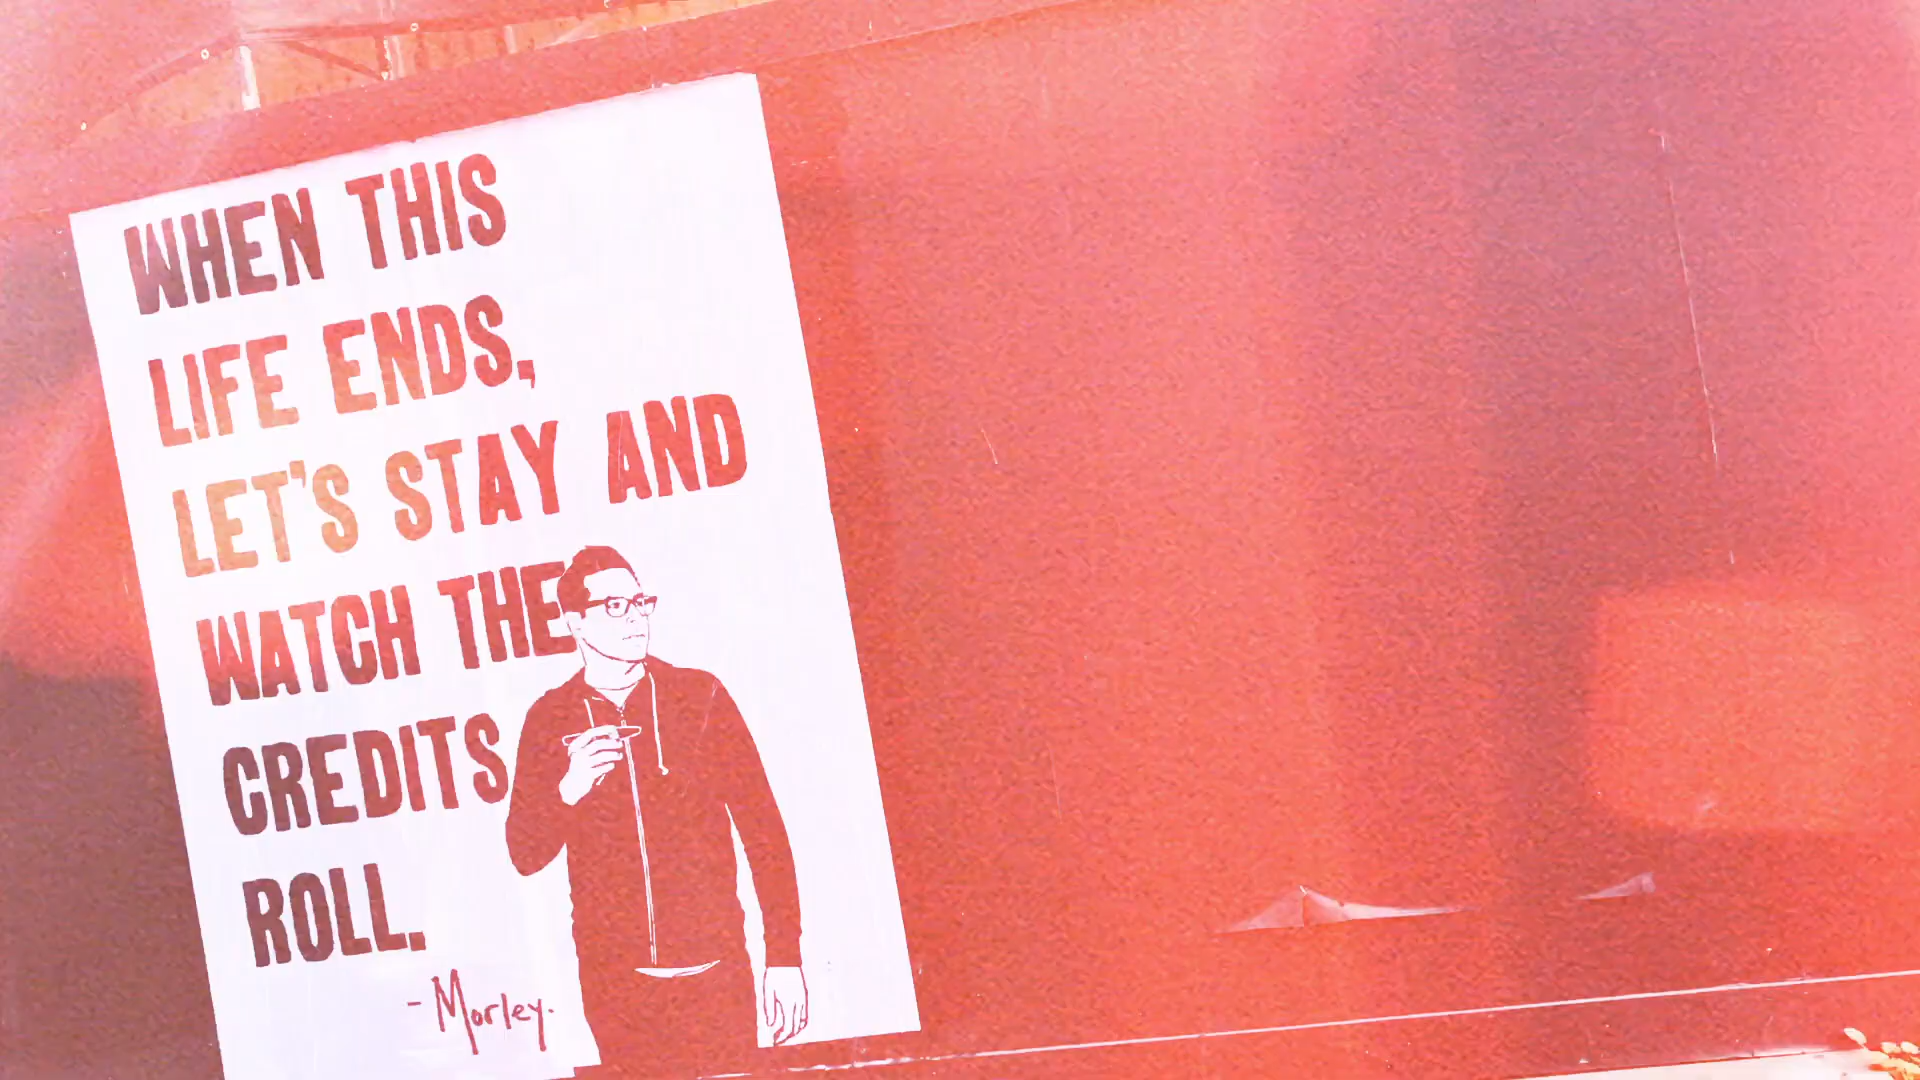 WHEN THIS
LIFE ENDS,
LET'S STAY AND
WATCH THE
CREDITS
ROLL.
- Morley.